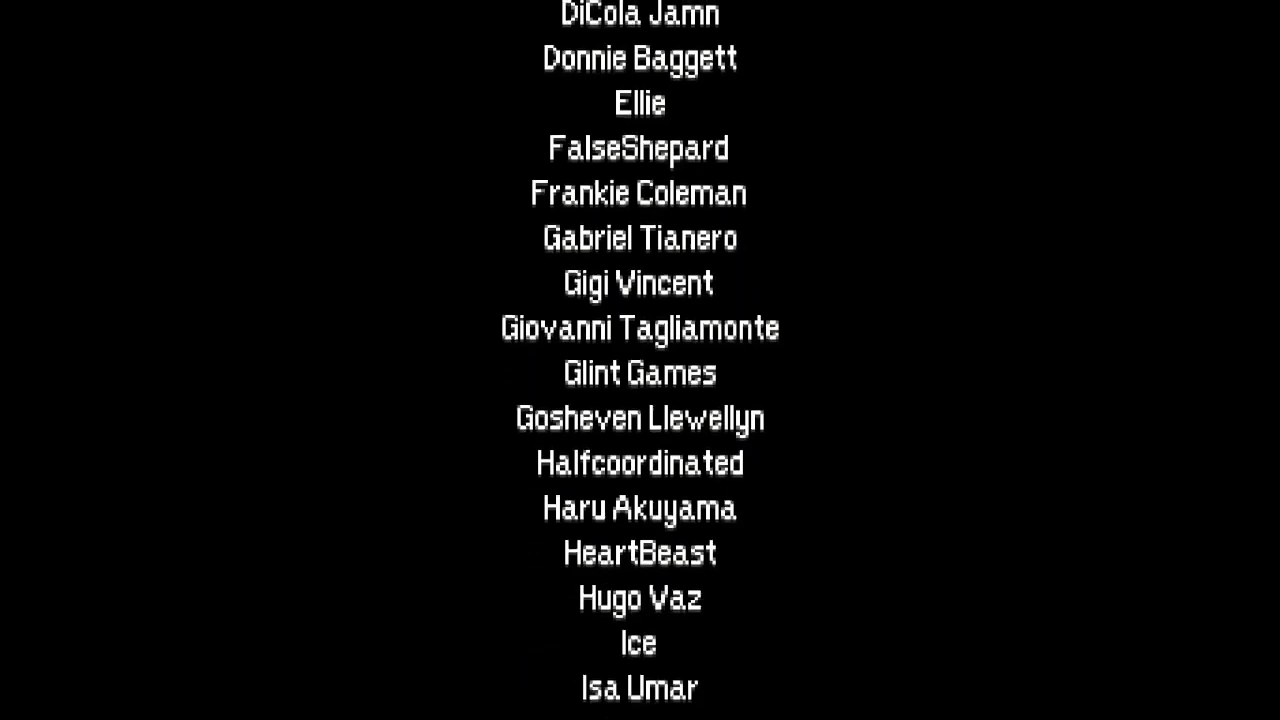 DiCola Jamn
Donnie Baggett
Ellie
FalseShepard
Frankie Coleman
Gabriel Tianero
Gigi Vincent
Giovanni Tagliamonte
Glint Games
Gosheven Llewellyn
Halfcoordinated
Haru Akuyama
HeartBeast
Hugo Vaz
Ice
Isa Umar